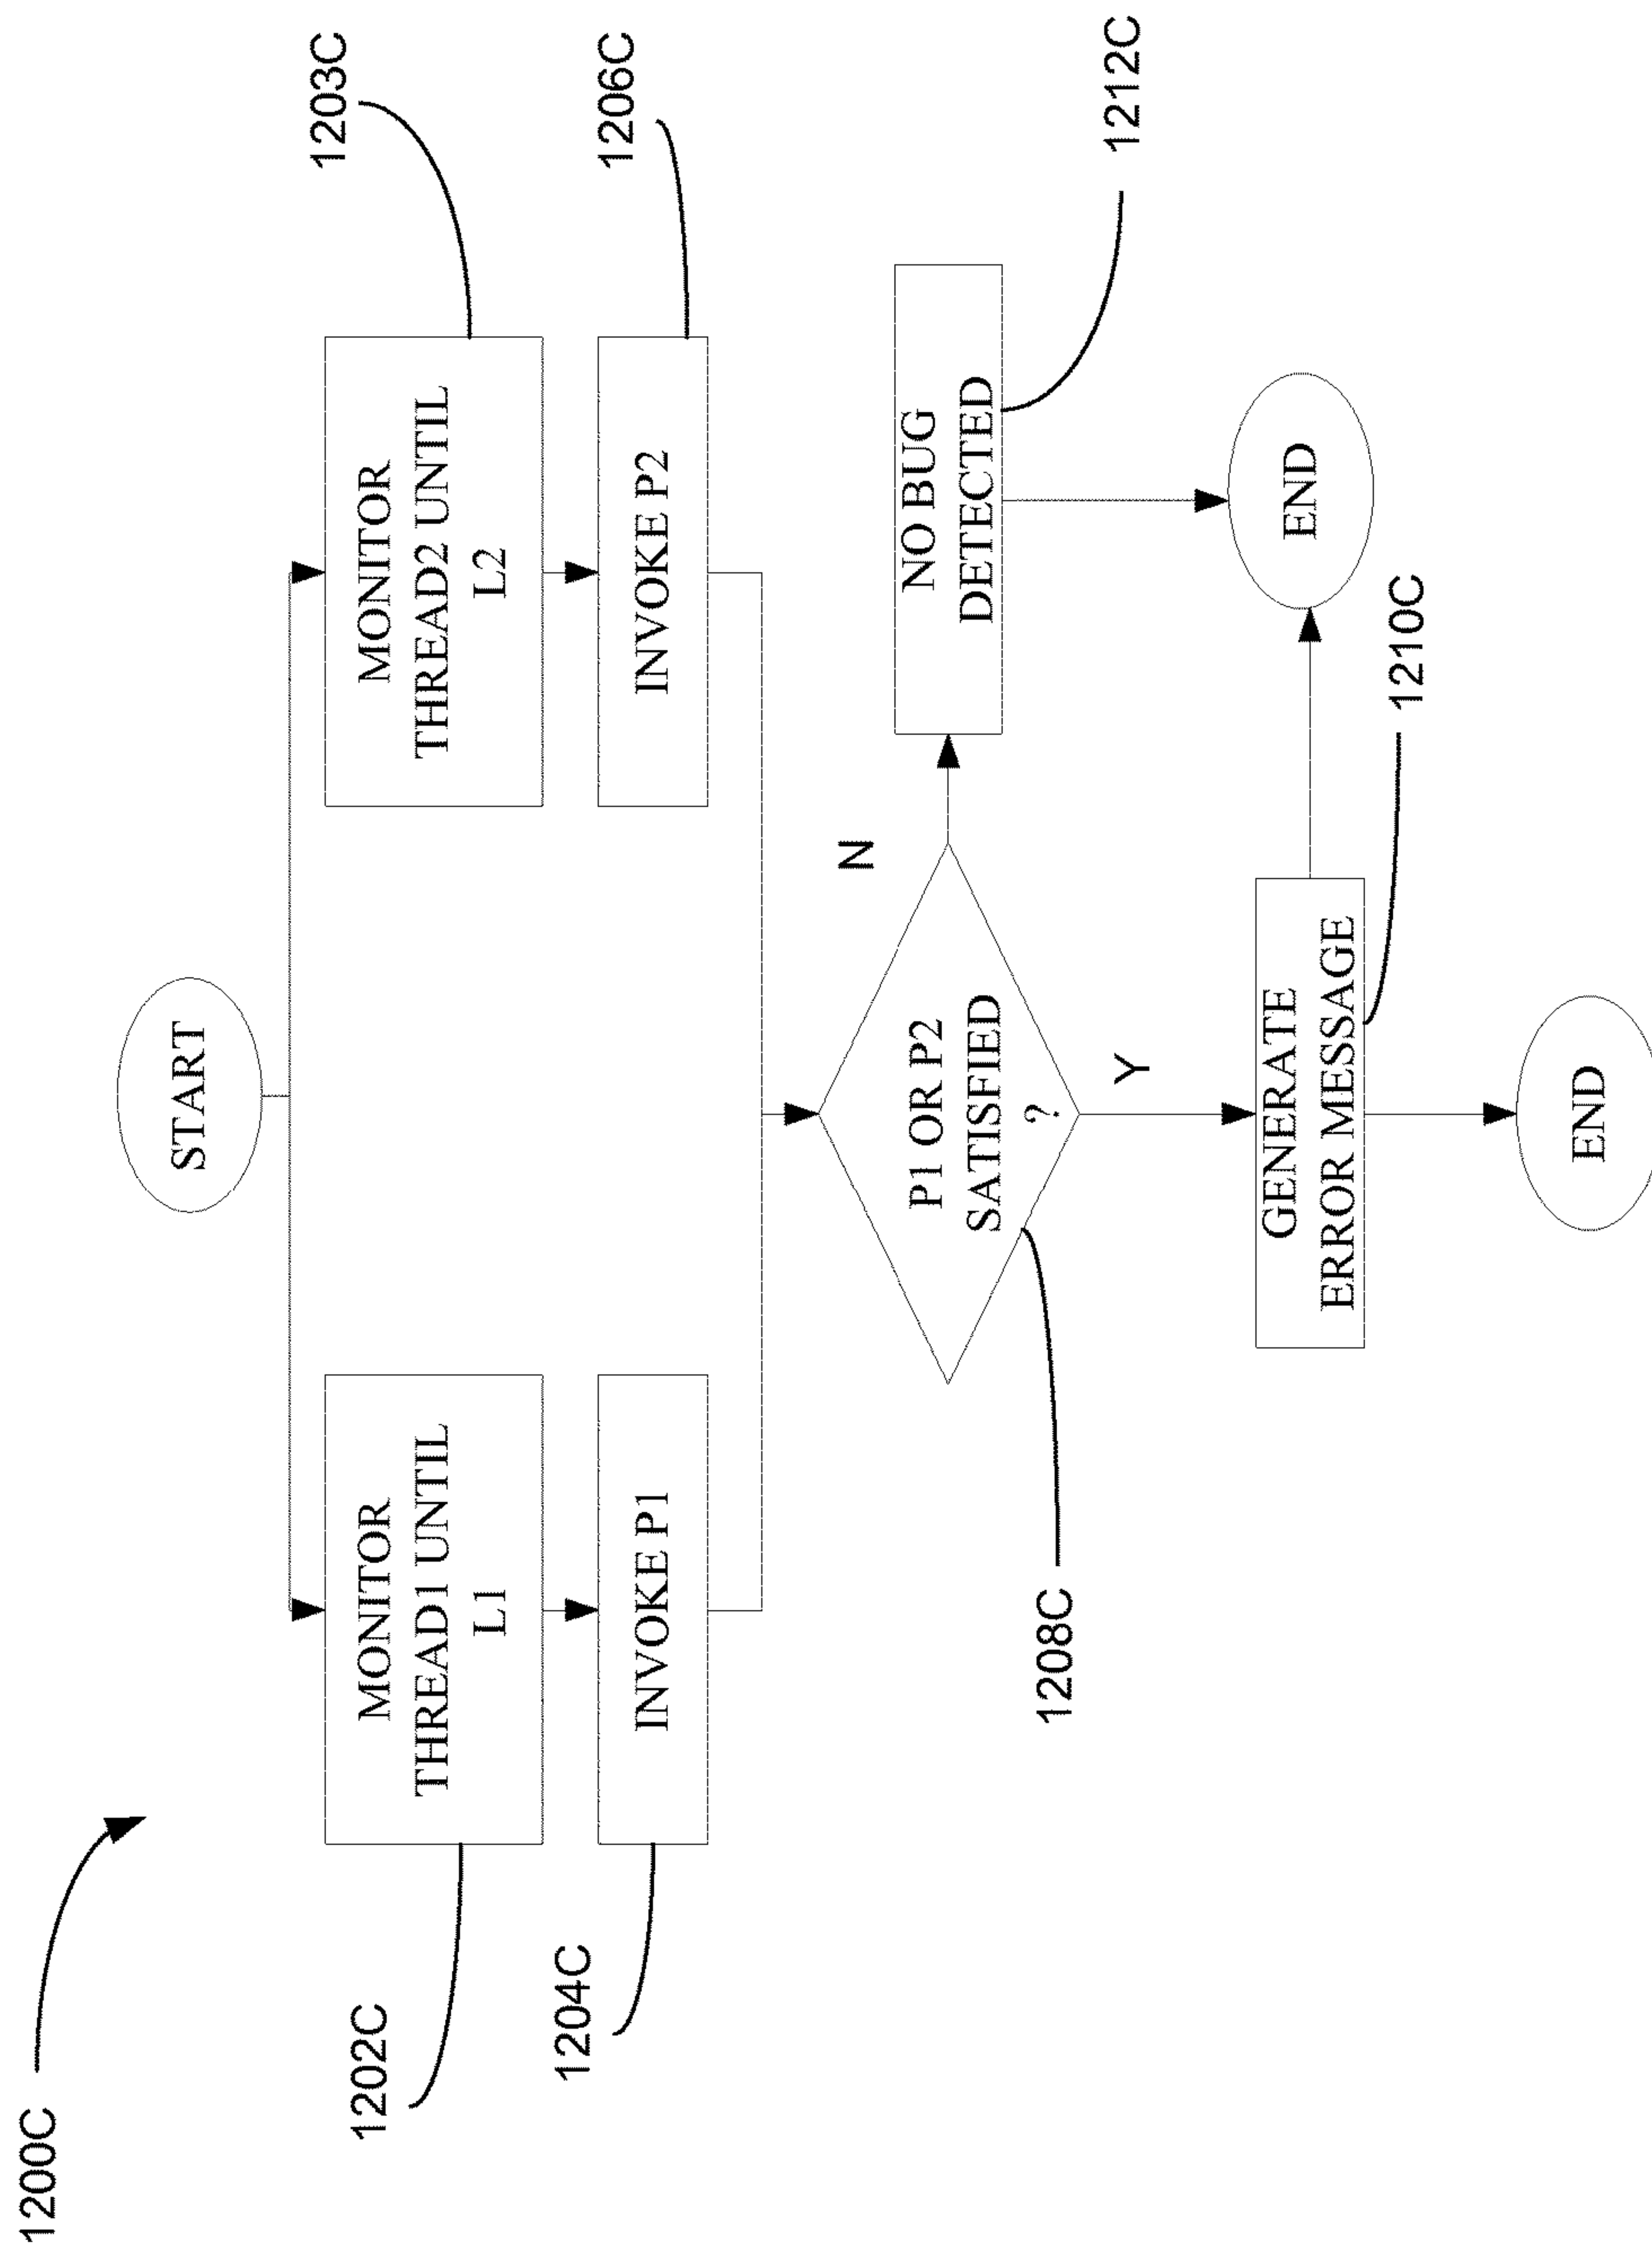 1200C
START
1202C
MONITOR
THREAD1 UNTIL
L1
1203C
MONITOR
THREAD2 UNTIL
L2
1204C
INVOKE P1
1206C
INVOKE P2
1208C
P1 OR P2
SATISFIED
?
N
NO BUG
DETECTED
1212C
Y
GENERATE
ERROR MESSAGE
1210C
END
END